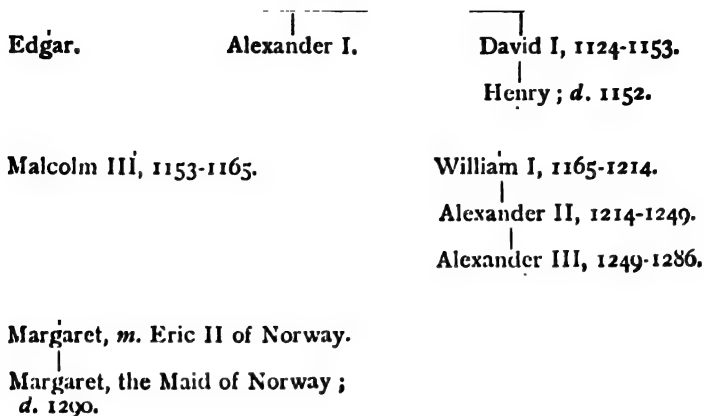 Edgar. Alexander I. David I, 1124-1153.
Henry; d. 1152.
Malcolm III, 1153-1165. William I, 1165-1214.
Alexander II, 1214-1249.
Alexander III, 1249-1286.
Margaret, m. Eric II of Norway.
Margaret, the Maid of Norway;
d. 1290.